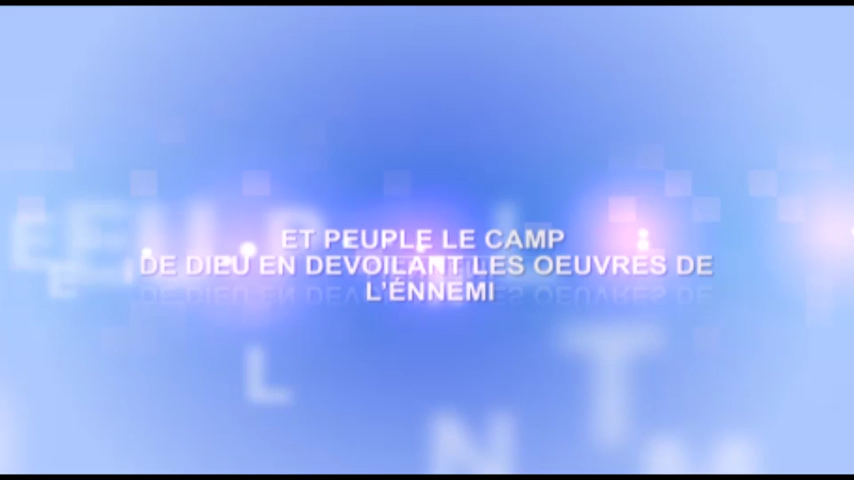 ET PEUPLE LE CAMP
DE DIEU EN DEVOILANT LES OEUVRES DE
L'ÉNNEMI